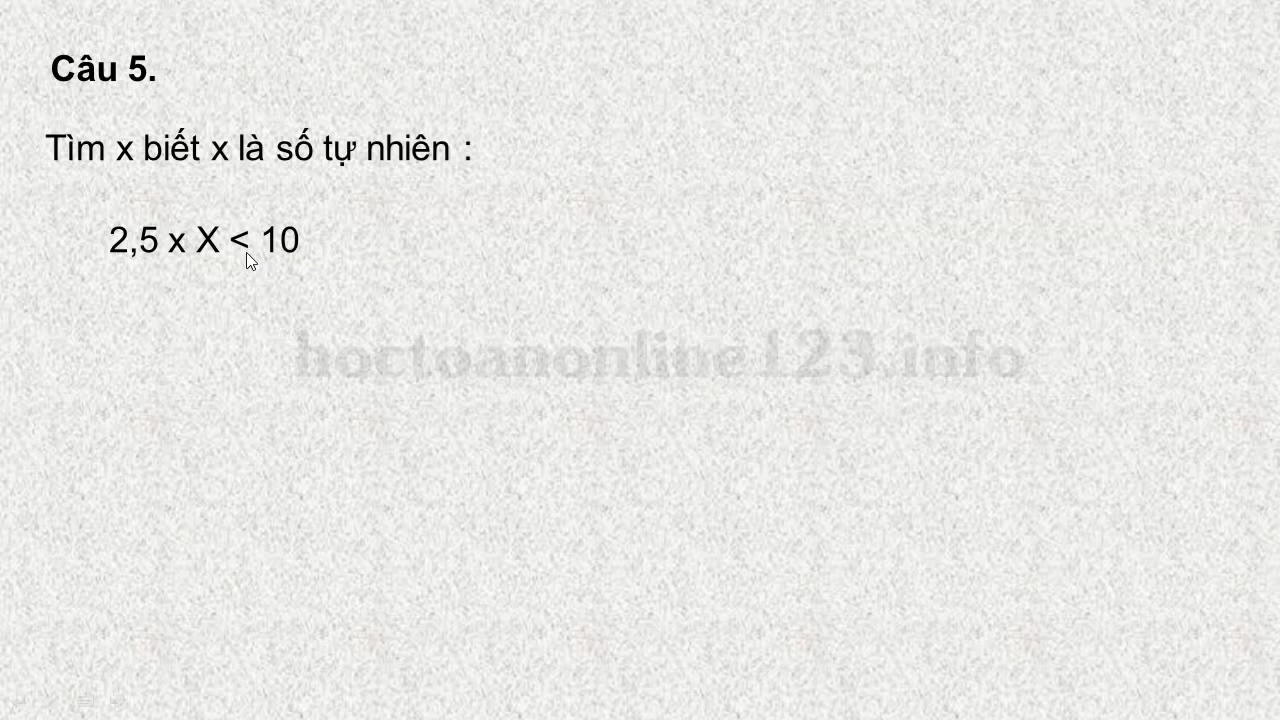 Câu 5.
Tìm x biết x là số tự nhiên :
2,5 x X < 10
hoctoanonline123.info